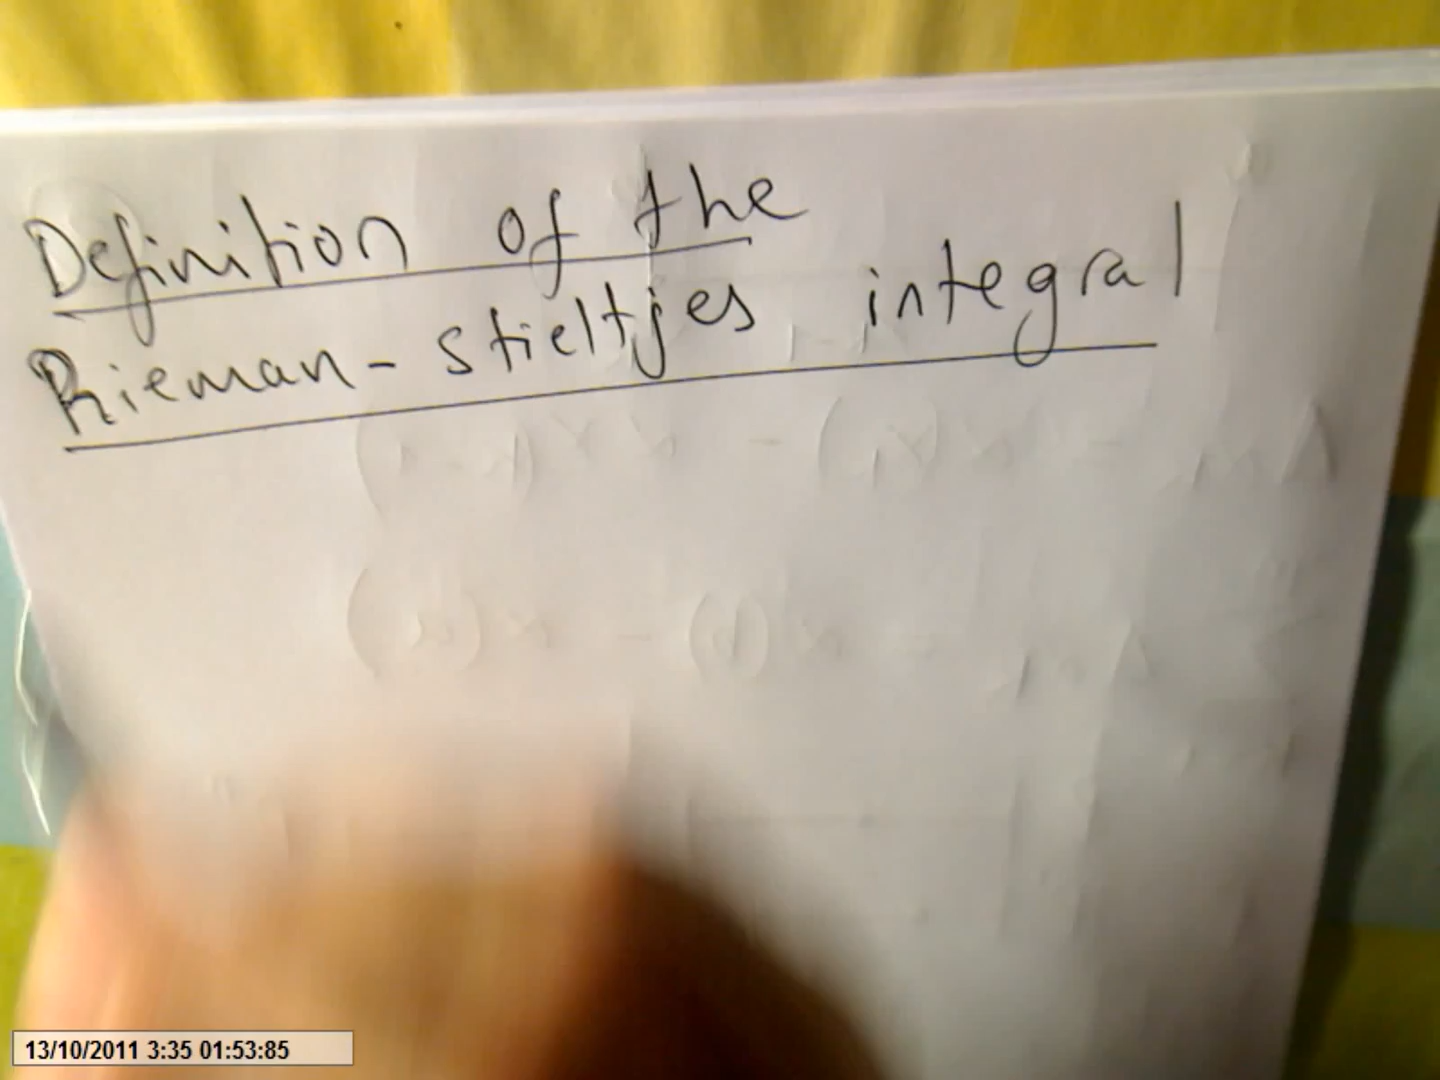 Definition of the
Rieman - stieltjes integral
13/10/2011 3:35 01:53:85